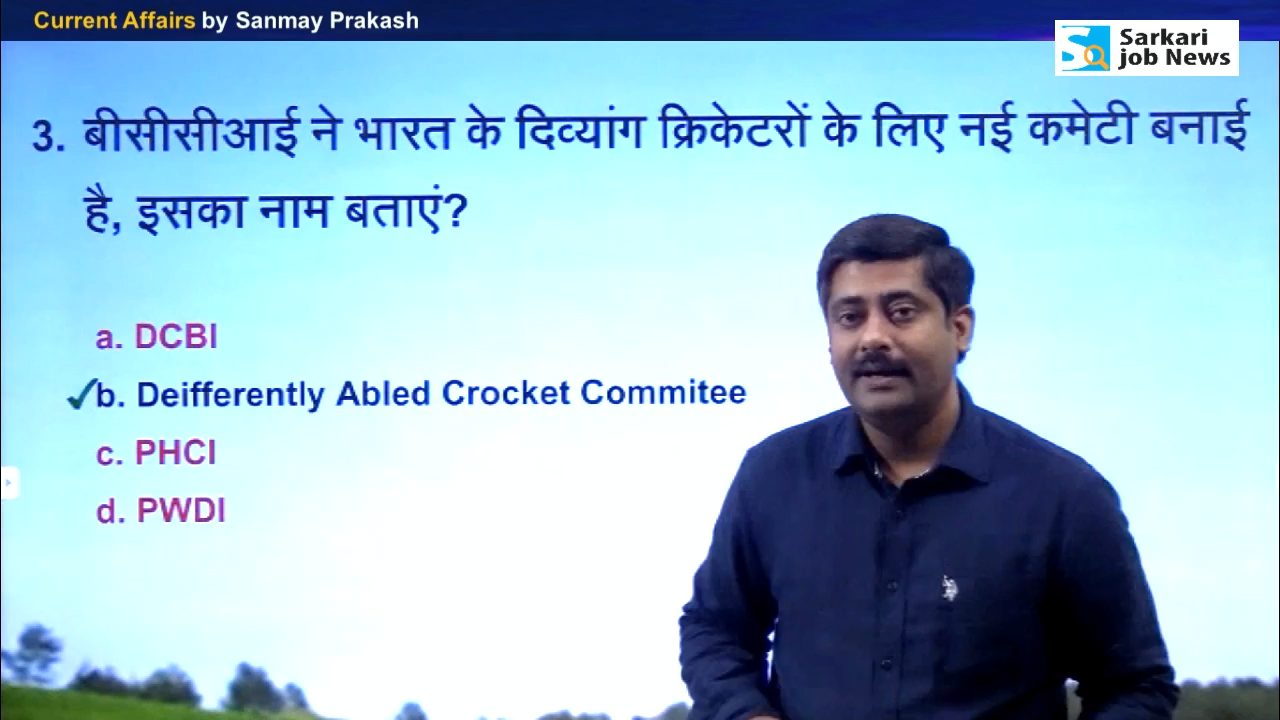 Current Affairs by Sanmay Prakash
Sarkari
Job News
3. बीसीसीआई ने भारत के दिव्यांग क्रिकेटरों के लिए नई कमेटी बनाई
है, इसका नाम बताएं?
a. DCBI
✓b. Deifferently Abled Crocket Commitee
c. PHCI
d. PWDI